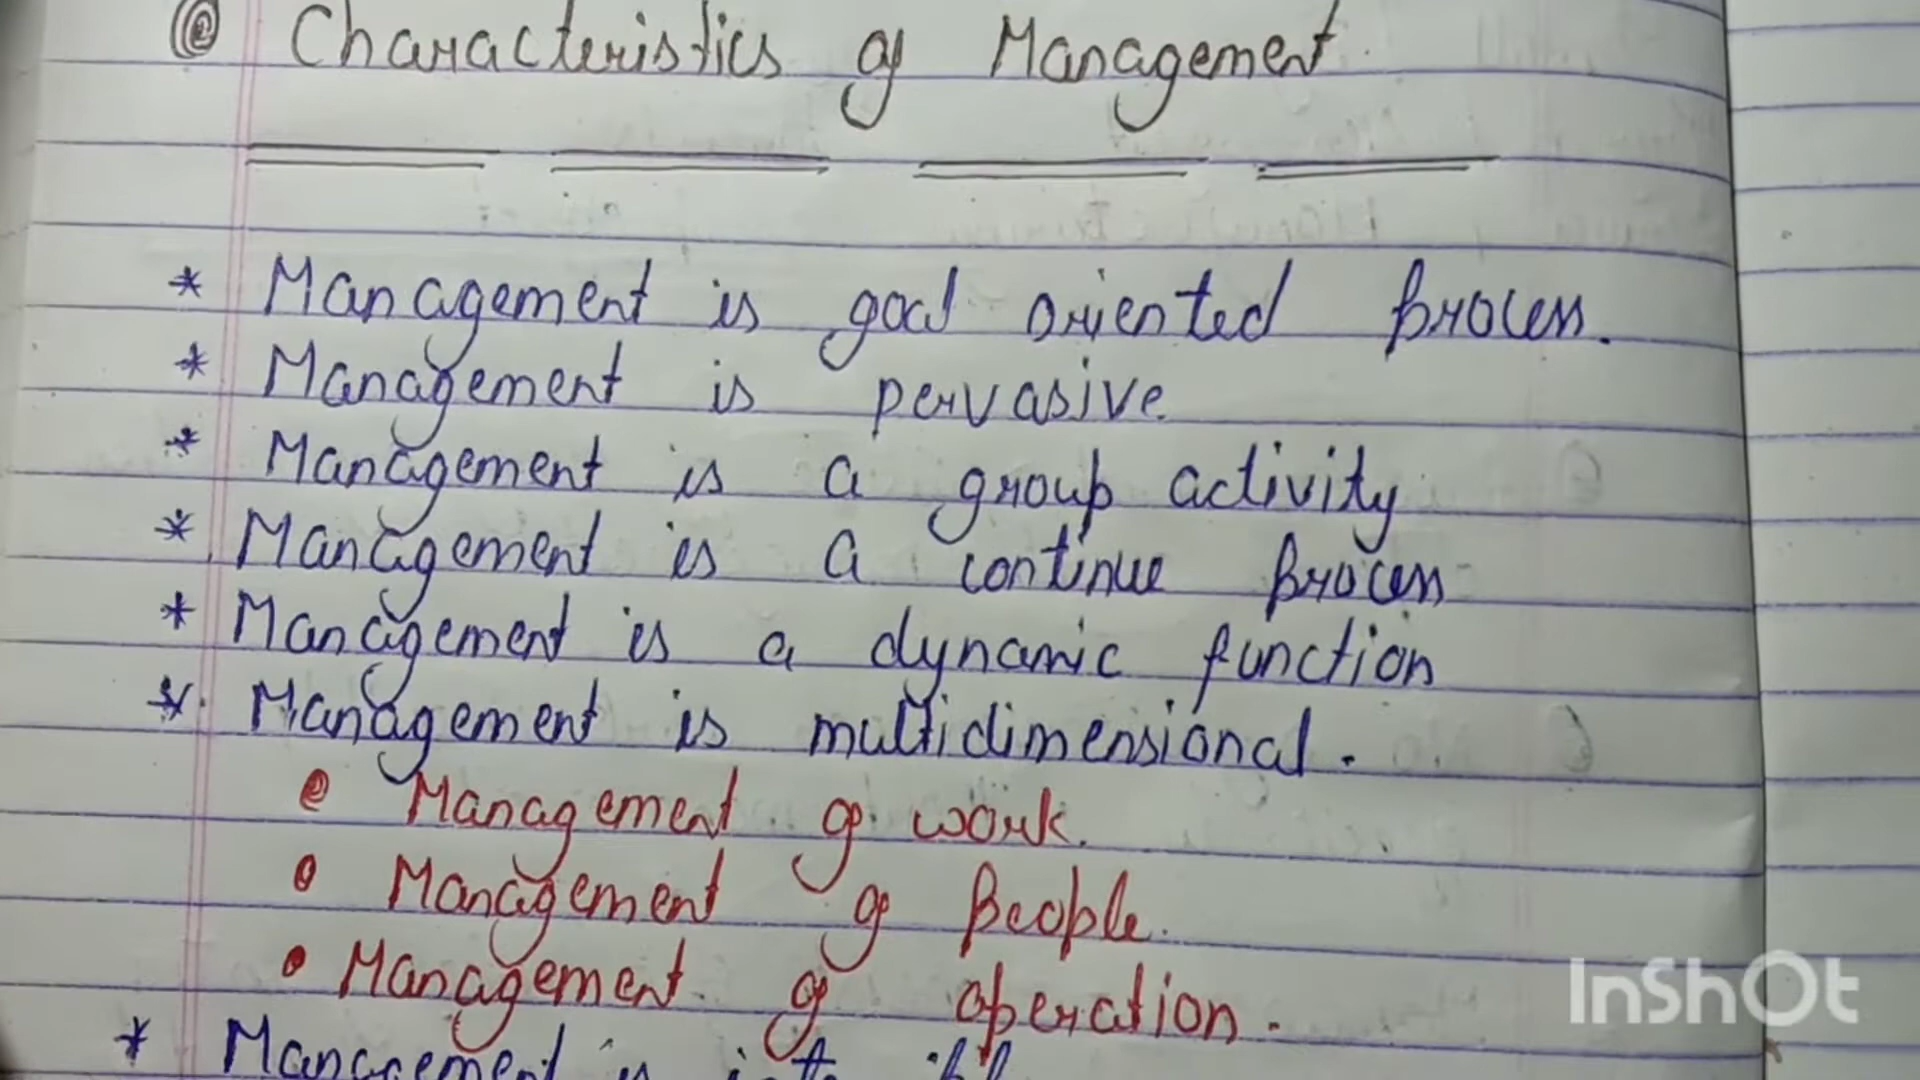 Characteristics of Management
* Management is goal oriented process.
* Management is pervasive
* Management is a group activity
* Management is a continue process
* Management is a dynamic function
* Management is multidimensional.
• Management of work.
• Management of People.
• Management of operation.
* Management is
InShOt